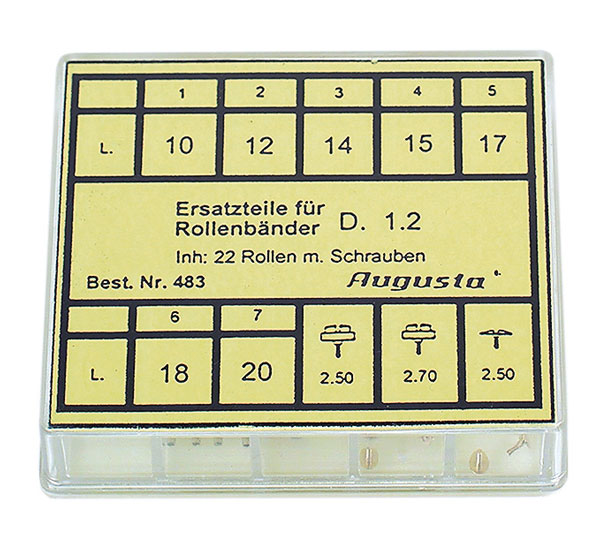 1 2 3 4 5
L. 10 12 14 15 17
Ersatzteile für
Rollenbänder D. 1.2
Inh: 22 Rollen m. Schrauben
Best. Nr. 483 Augusta
6 7
L. 18 20 2.50 2.70 2.50